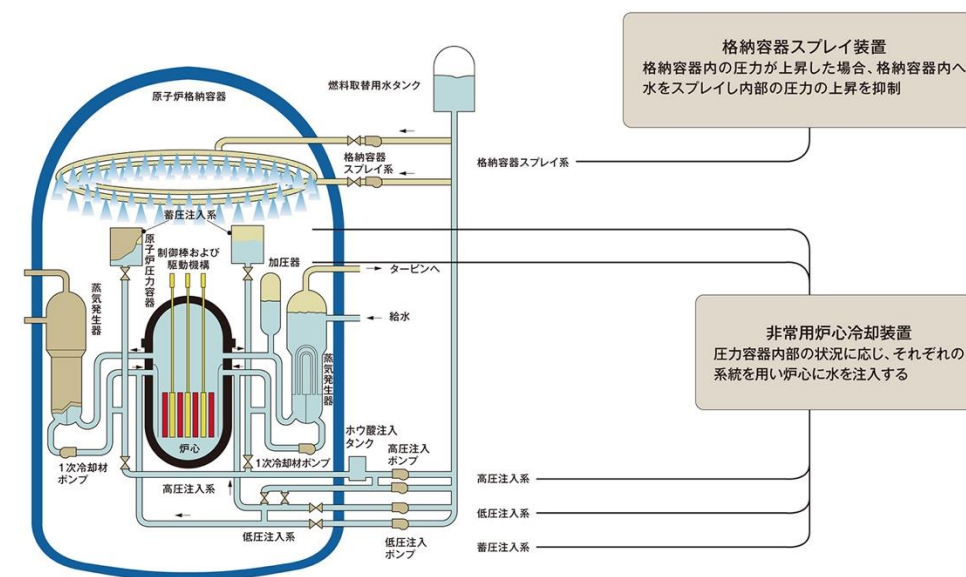 格納容器スプレイ装置
格納容器内の圧力が上昇した場合、格納容器内へ
水をスプレイし内部の圧力の上昇を抑制
燃料取替用水タンク
原子炉格納容器
格納容器
スプレイ系
格納容器スプレイ系
蓄圧注入系
原子炉圧力容器
制御棒および
駆動機構
加圧器
タービンへ
蒸気発生器
給水
非常用炉心冷却装置
圧力容器内部の状況に応じ、それぞれの
系統を用い炉心に水を注入する
蒸気発生器
炉心
ホウ酸注入
タンク
高圧注入
ポンプ
1次冷却材
ポンプ
1次冷却材ポンプ
高圧注入系
高圧注入系
低圧注入系
低圧注入系
低圧注入
ポンプ
蓄圧注入系